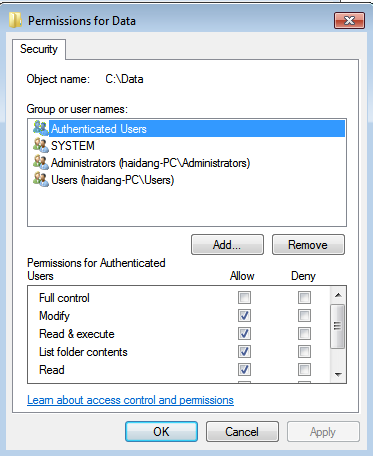 Permissions for Data
Security
Object name: C:\Data
Group or user names:
Authenticated Users
SYSTEM
Administrators (haidang-PC\Administrators)
Users (haidang-PC\Users)
Add... Remove
Permissions for Authenticated
Users Allow Deny
Full control
Modify
Read & execute
List folder contents
Read
Learn about access control and permissions
OK Cancel Apply